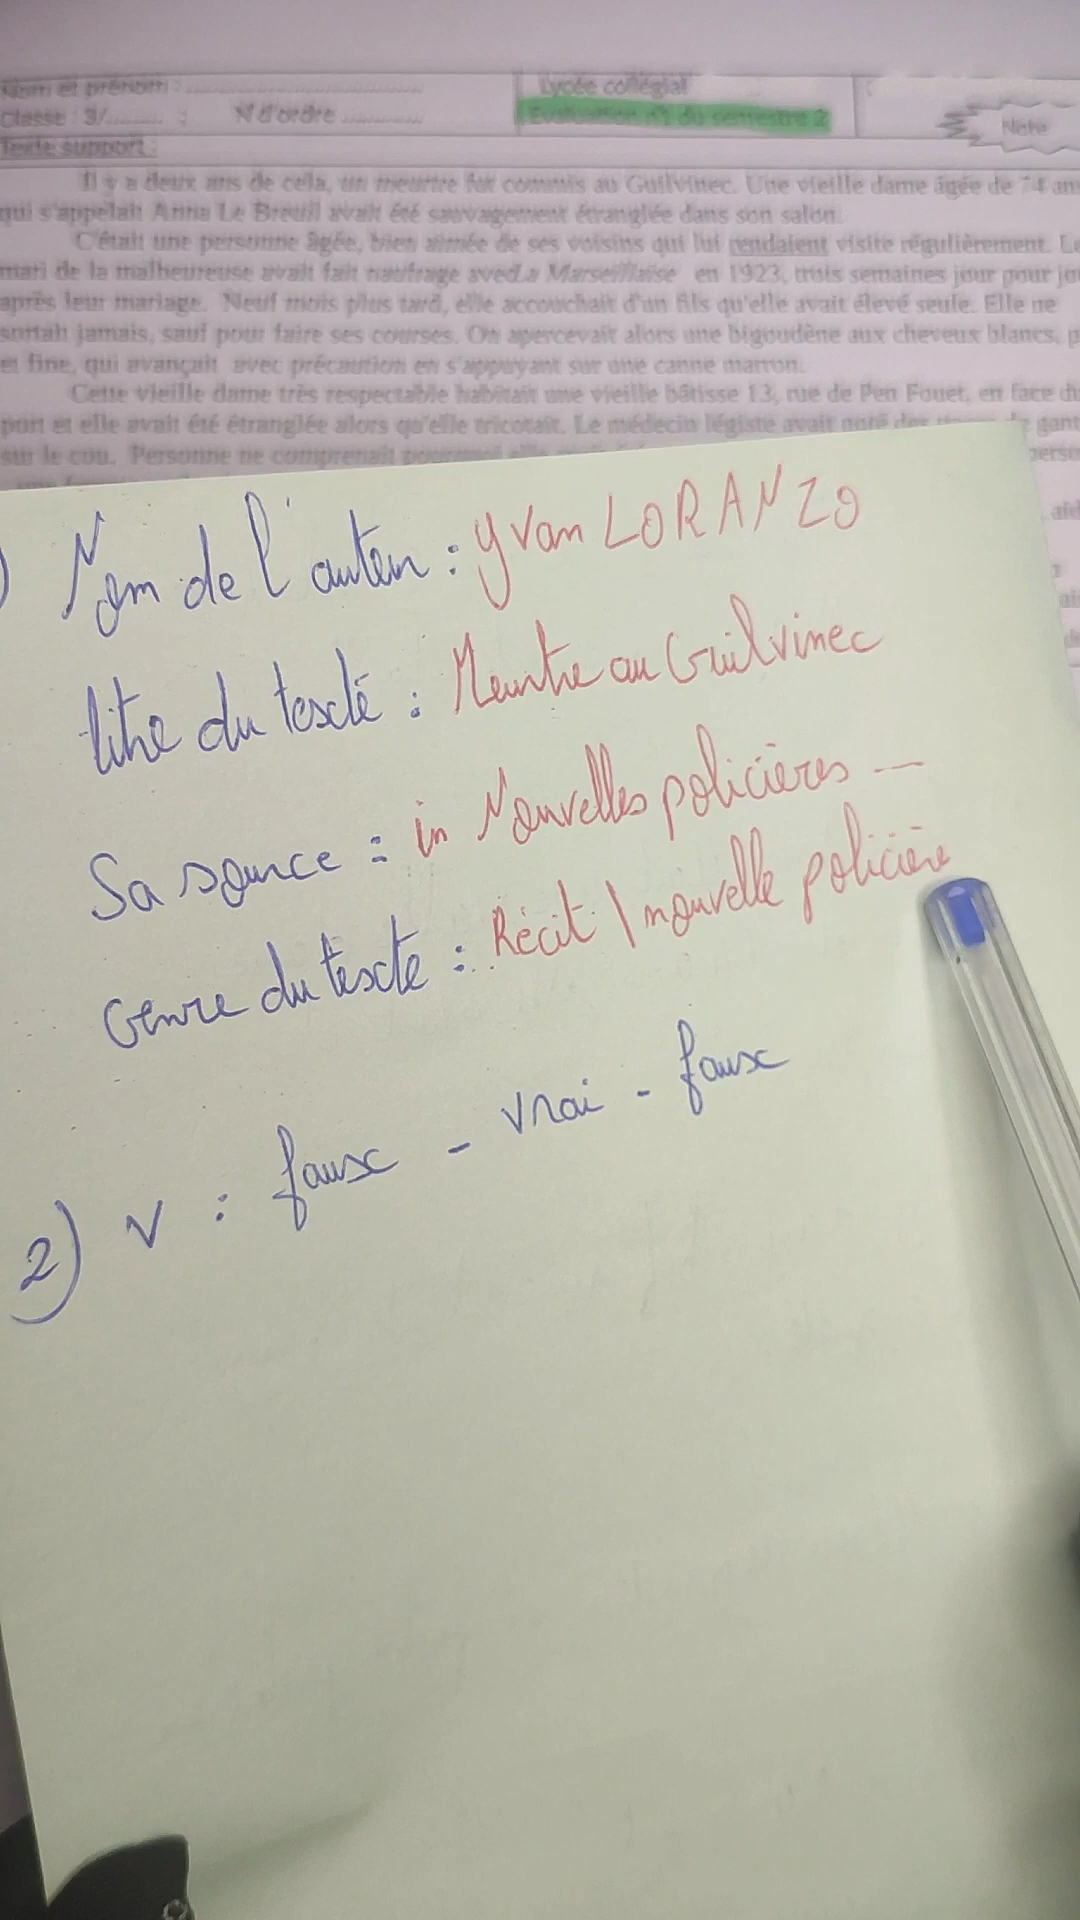 Nom et prénom : ........................
Lycée collégial
Classe : 3/......... ; N d'ordre .............
Evaluation n°1 du semestre 2
Note
Texte support :
Il y a deux ans de cela, un meurtre fut commis au Guilvinec. Une vieille dame âgée de 74 ans
qui s'appelait Anna Le Breuil avait été sauvagement étranglée dans son salon.
C'était une personne âgée, bien aimée de ses voisins qui lui rendaient visite régulièrement. Le
mari de la malheureuse avait fait naufrage avec La Marseillaise en 1923, trois semaines jour pour jo
après leur mariage. Neuf mois plus tard, elle accouchait d'un fils qu'elle avait élevé seule. Elle ne
sortait jamais, sauf pour faire ses courses. On apercevait alors une bigoudène aux cheveux blancs, p
et fine, qui avançait avec précaution en s'appuyant sur une canne marron.
Cette vieille dame très respectable habitait une vieille bâtisse 13, rue de Pen Fouet, en face du
port et elle avait été étranglée alors qu'elle tricotait. Le médecin légiste avait noté des gant
sur le cou. Personne ne comprenait
) Nom de l'auteur : Yvan LORANZO
titre du texte : Meurtre au Guilvinec
Sa source : in Nouvelles policières —
Genre du texte : Récit / nouvelle policière
2) V : faux - vrai - faux